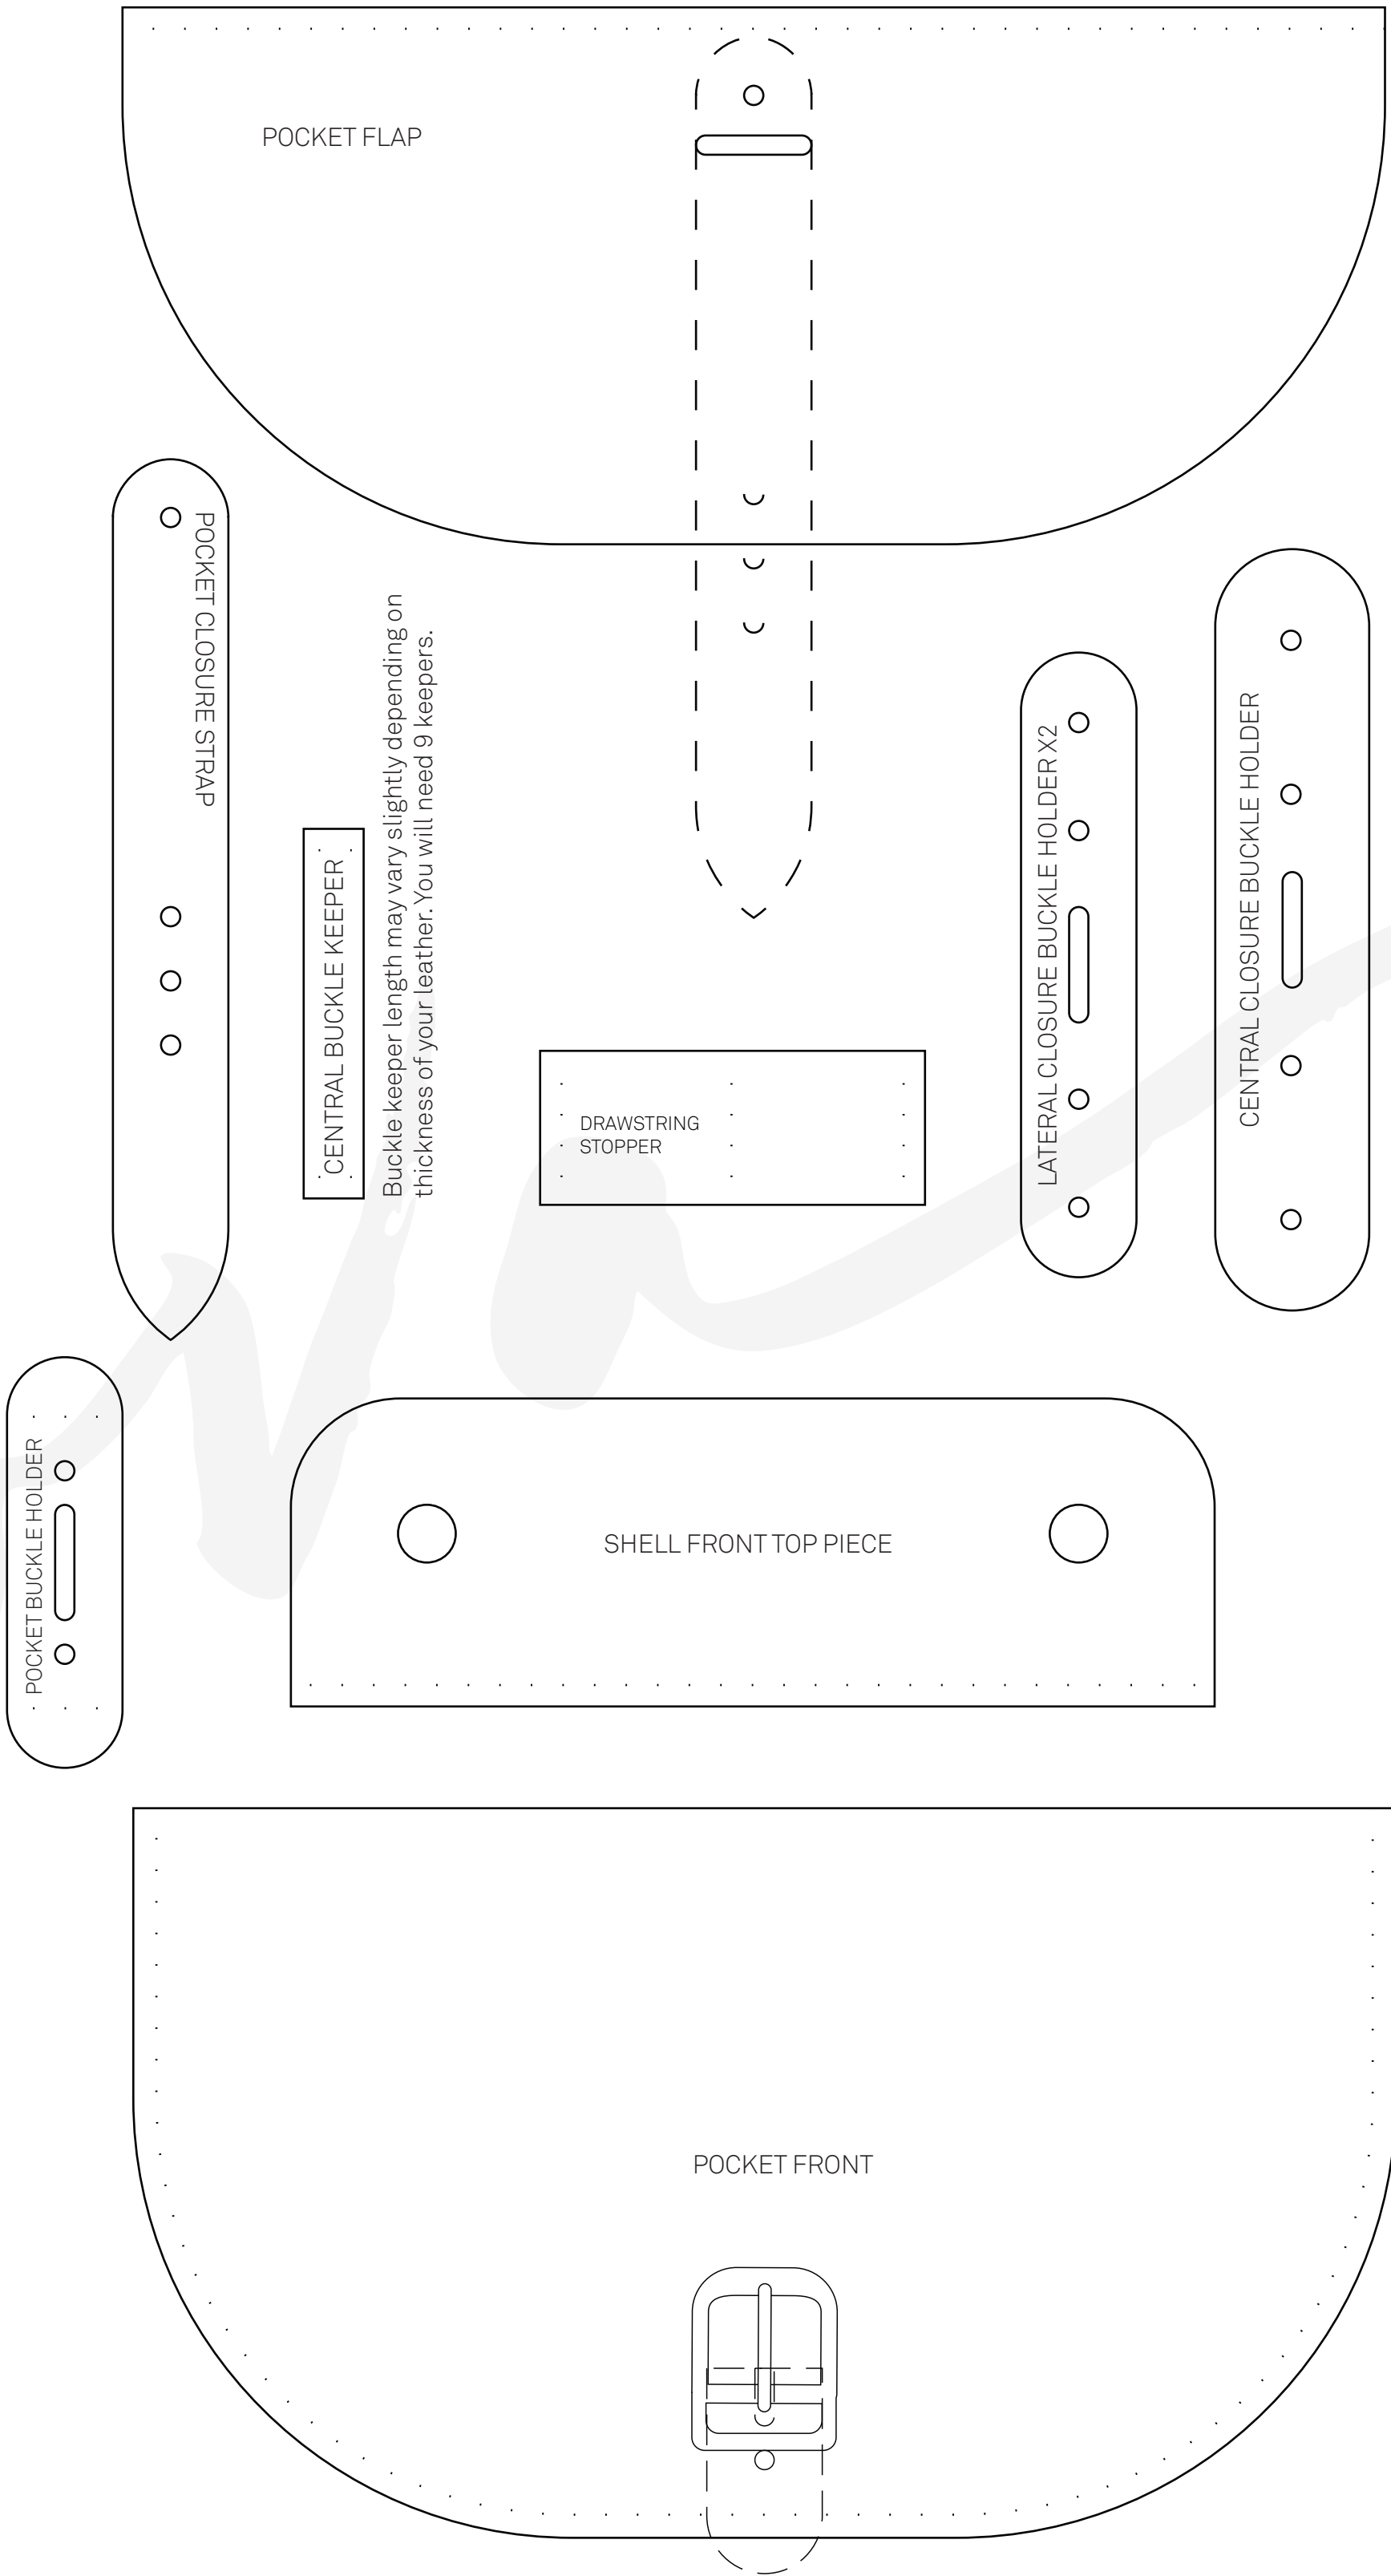 POCKET FLAP
POCKET CLOSURE STRAP
CENTRAL BUCKLE KEEPER
Buckle keeper length may vary slightly depending on
thickness of your leather. You will need 9 keepers.
DRAWSTRING
STOPPER
LATERAL CLOSURE BUCKLE HOLDER X2
CENTRAL CLOSURE BUCKLE HOLDER
POCKET BUCKLE HOLDER
SHELL FRONT TOP PIECE
POCKET FRONT